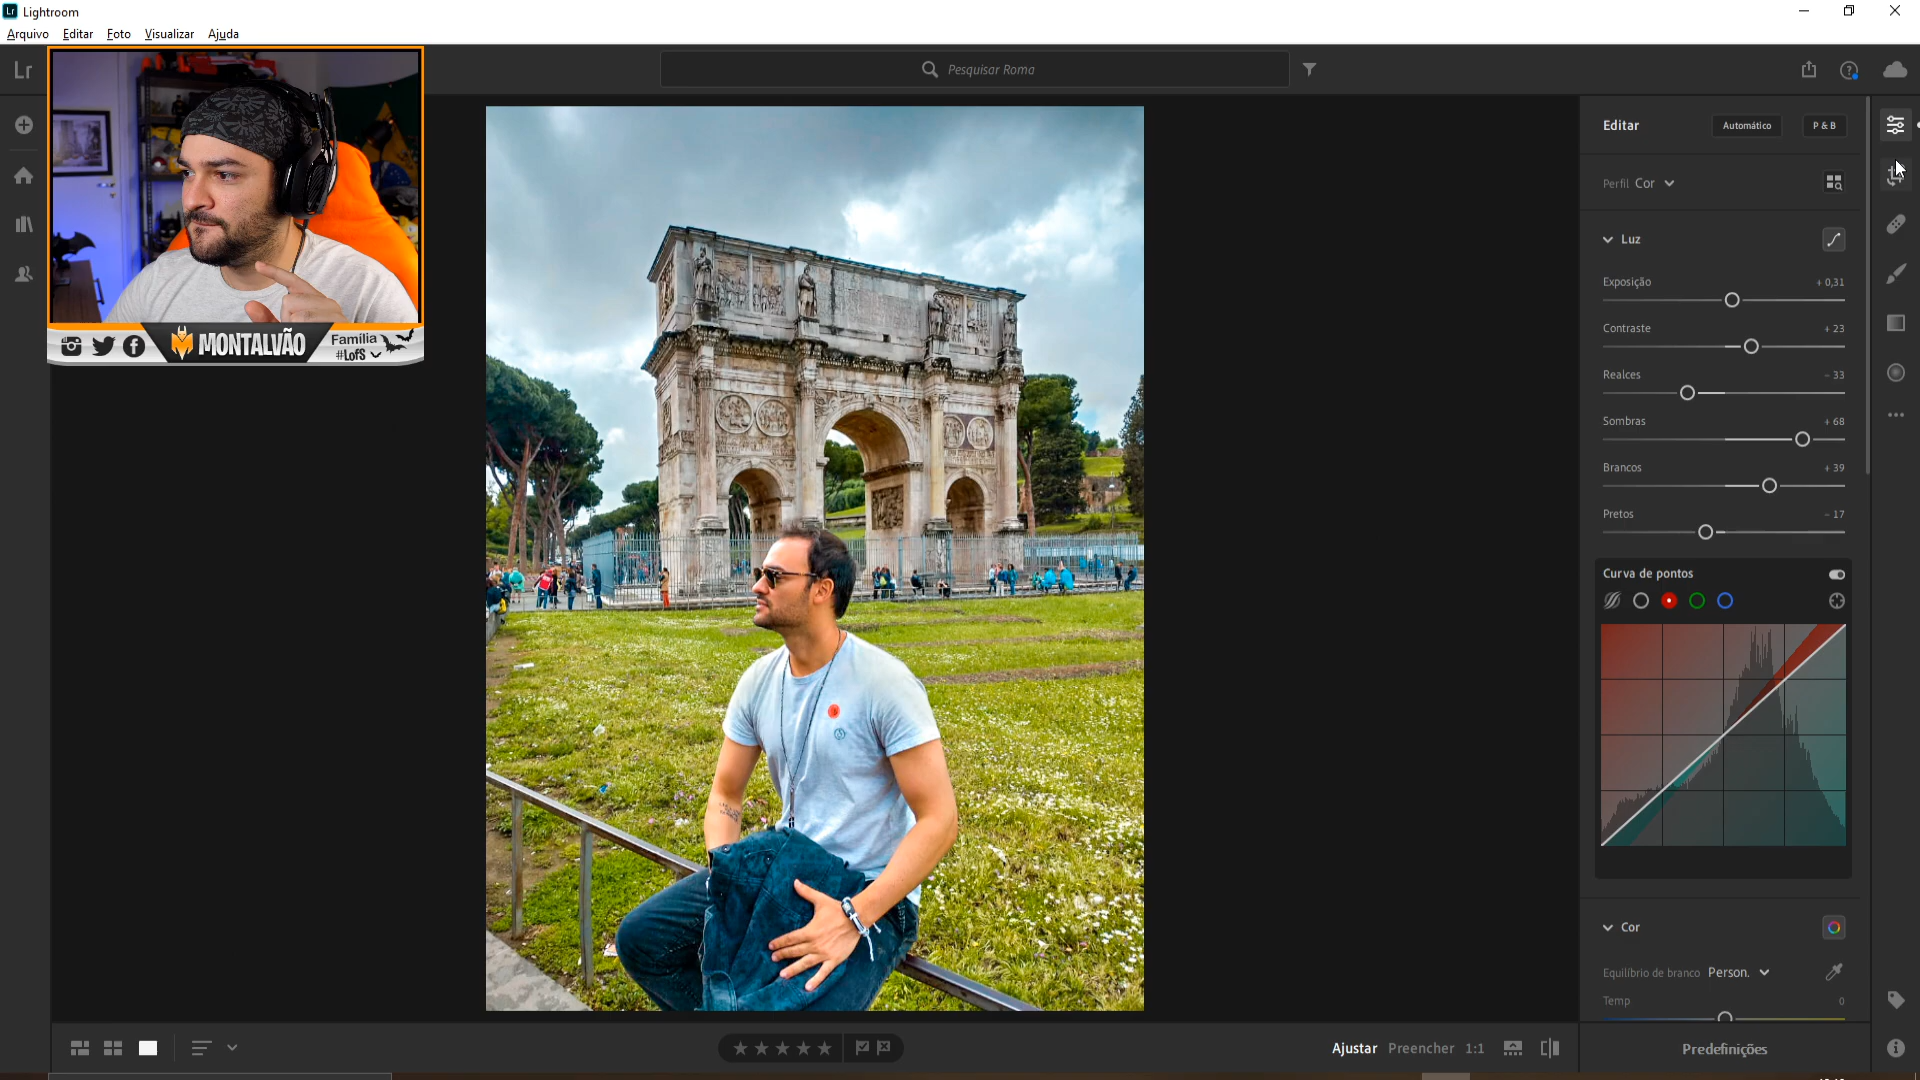 Lr Lightroom
Arquivo Editar Foto Visualizar Ajuda
Lr
Pesquisar Roma
MONTALVÃO
Família
#LofS
Editar Automático P & B
Perfil Cor
Luz
Exposição + 0,31
Contraste + 23
Realces - 33
Sombras + 68
Brancos + 39
Pretos - 17
Curva de pontos
Cor
Equilíbrio de branco Person.
Temp 0
Ajustar Preencher 1:1
Predefinições